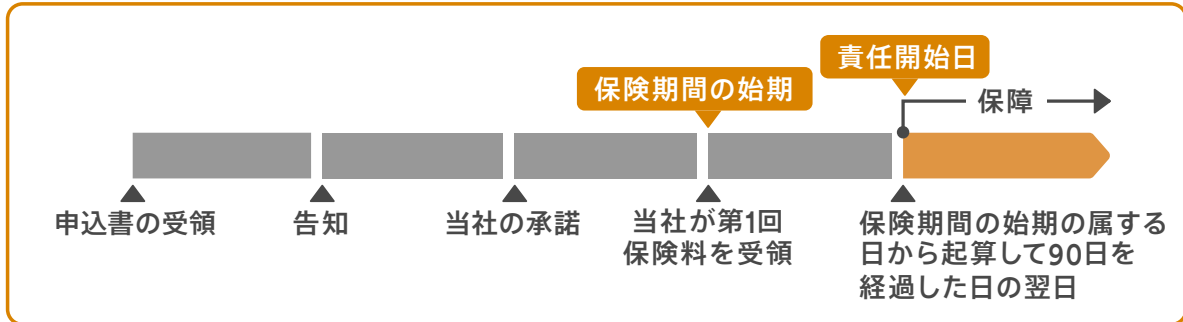 責任開始日
保険期間の始期
保障
申込書の受領
告知
当社の承諾
当社が第1回
保険料を受領
保険期間の始期の属する
日から起算して90日を
経過した日の翌日